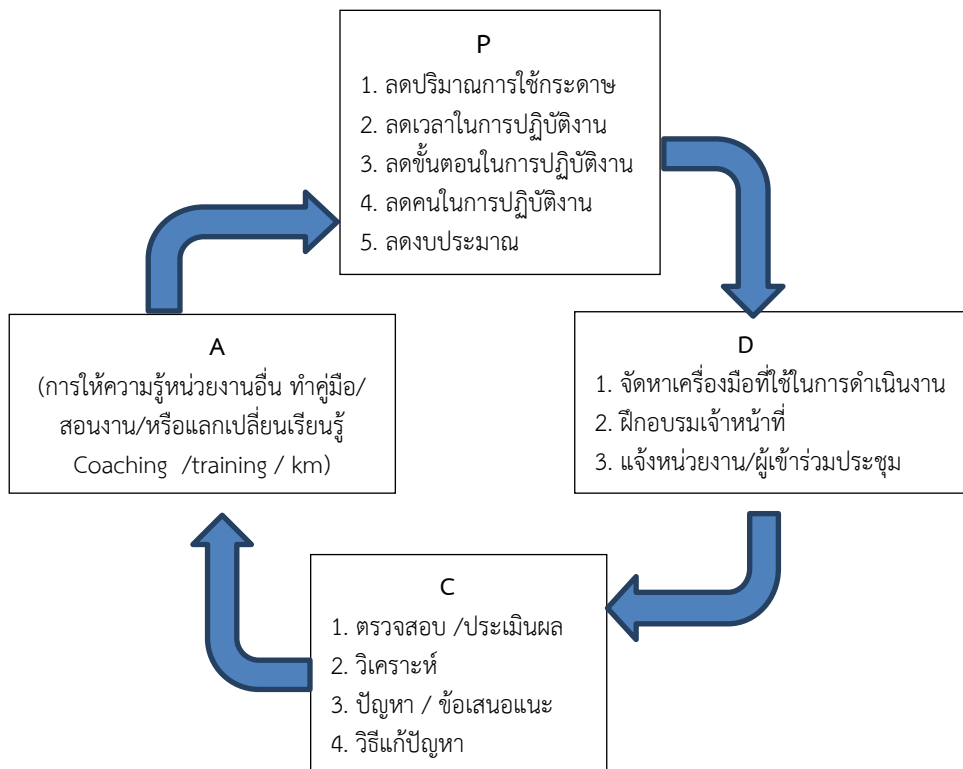 P
1. ลดปริมาณการใช้กระดาษ
2. ลดเวลาในการปฏิบัติงาน
3. ลดขั้นตอนในการปฏิบัติงาน
4. ลดคนในการปฏิบัติงาน
5. ลดงบประมาณ
D
1. จัดหาเครื่องมือที่ใช้ในการดำเนินงาน
2. ฝึกอบรมเจ้าหน้าที่
3. แจ้งหน่วยงาน/ผู้เข้าร่วมประชุม
C
1. ตรวจสอบ /ประเมินผล
2. วิเคราะห์
3. ปัญหา / ข้อเสนอแนะ
4. วิธีแก้ปัญหา
A
(การให้ความรู้หน่วยงานอื่น ทำคู่มือ/
สอนงาน/หรือแลกเปลี่ยนเรียนรู้
Coaching /training / km)